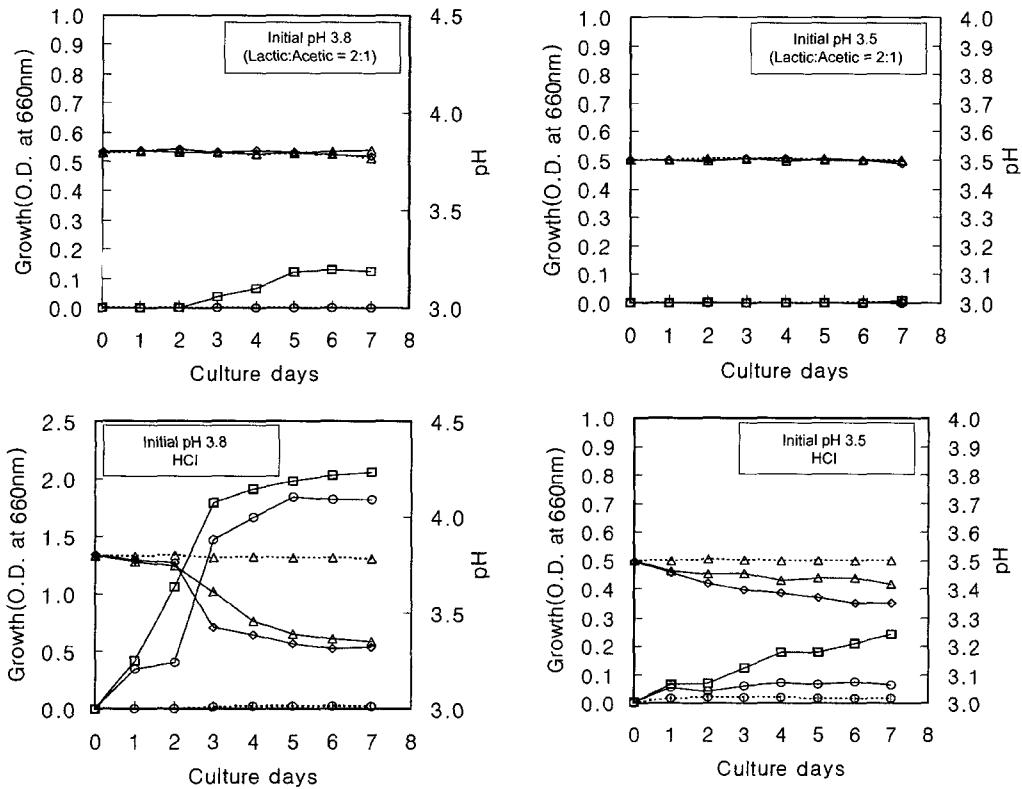 Initial pH 3.8
(Lactic:Acetic = 2:1)
Growth(O.D. at 660nm)
1.0
0.9
0.8
0.7
0.6
0.5
0.4
0.3
0.2
0.1
0.0
4.5
4.0
3.5
3.0
pH
0 1 2 3 4 5 6 7 8
Culture days
Initial pH 3.5
(Lactic:Acetic = 2:1)
Growth(O.D. at 660nm)
1.0
0.9
0.8
0.7
0.6
0.5
0.4
0.3
0.2
0.1
0.0
4.0
3.9
3.8
3.7
3.6
3.5
3.4
3.3
3.2
3.1
3.0
pH
0 1 2 3 4 5 6 7 8
Culture days
Initial pH 3.8
HCl
Growth(O.D. at 660nm)
2.5
2.0
1.5
1.0
0.5
0.0
4.5
4.0
3.5
3.0
pH
0 1 2 3 4 5 6 7 8
Culture days
Initial pH 3.5
HCl
Growth(O.D. at 660nm)
1.0
0.9
0.8
0.7
0.6
0.5
0.4
0.3
0.2
0.1
0.0
4.0
3.9
3.8
3.7
3.6
3.5
3.4
3.3
3.2
3.1
3.0
pH
0 1 2 3 4 5 6 7 8
Culture days